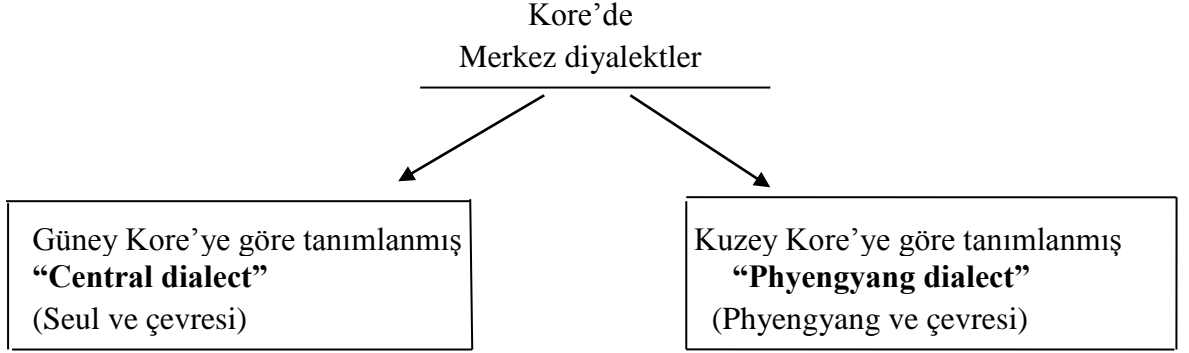 Kore’de
Merkez diyalektler
Güney Kore’ye göre tanımlanmış
“Central dialect”
(Seul ve çevresi)
Kuzey Kore’ye göre tanımlanmış
“Phyengyang dialect”
(Phyengyang ve çevresi)